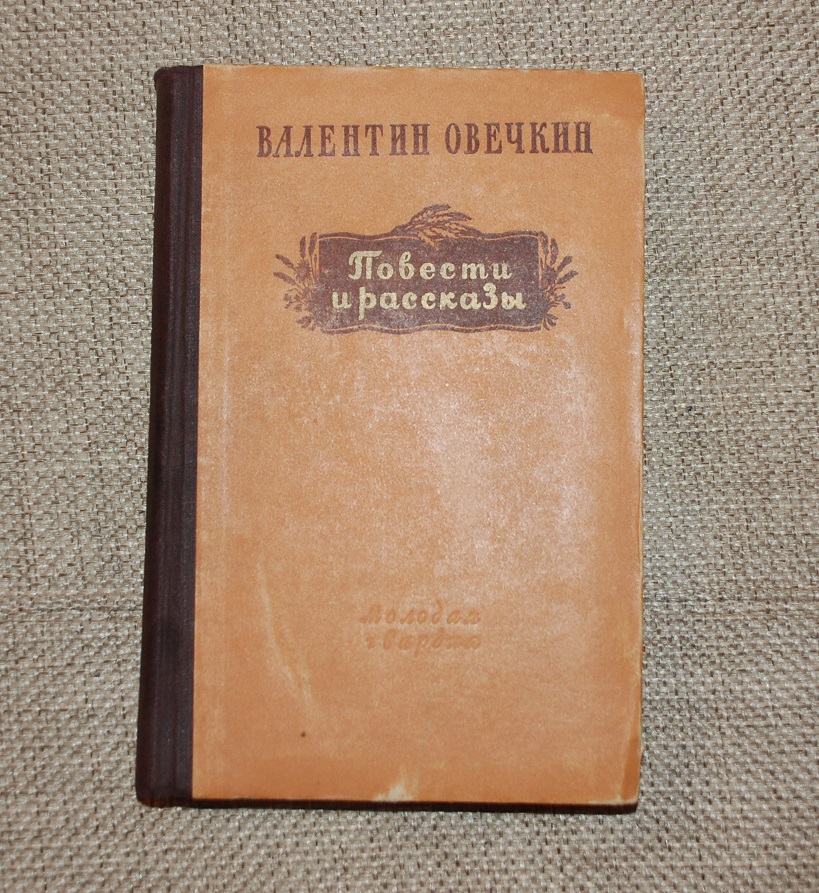 ВАЛЕНТИН ОВЕЧКИН
Повести
и рассказы
Молодая
гвардия